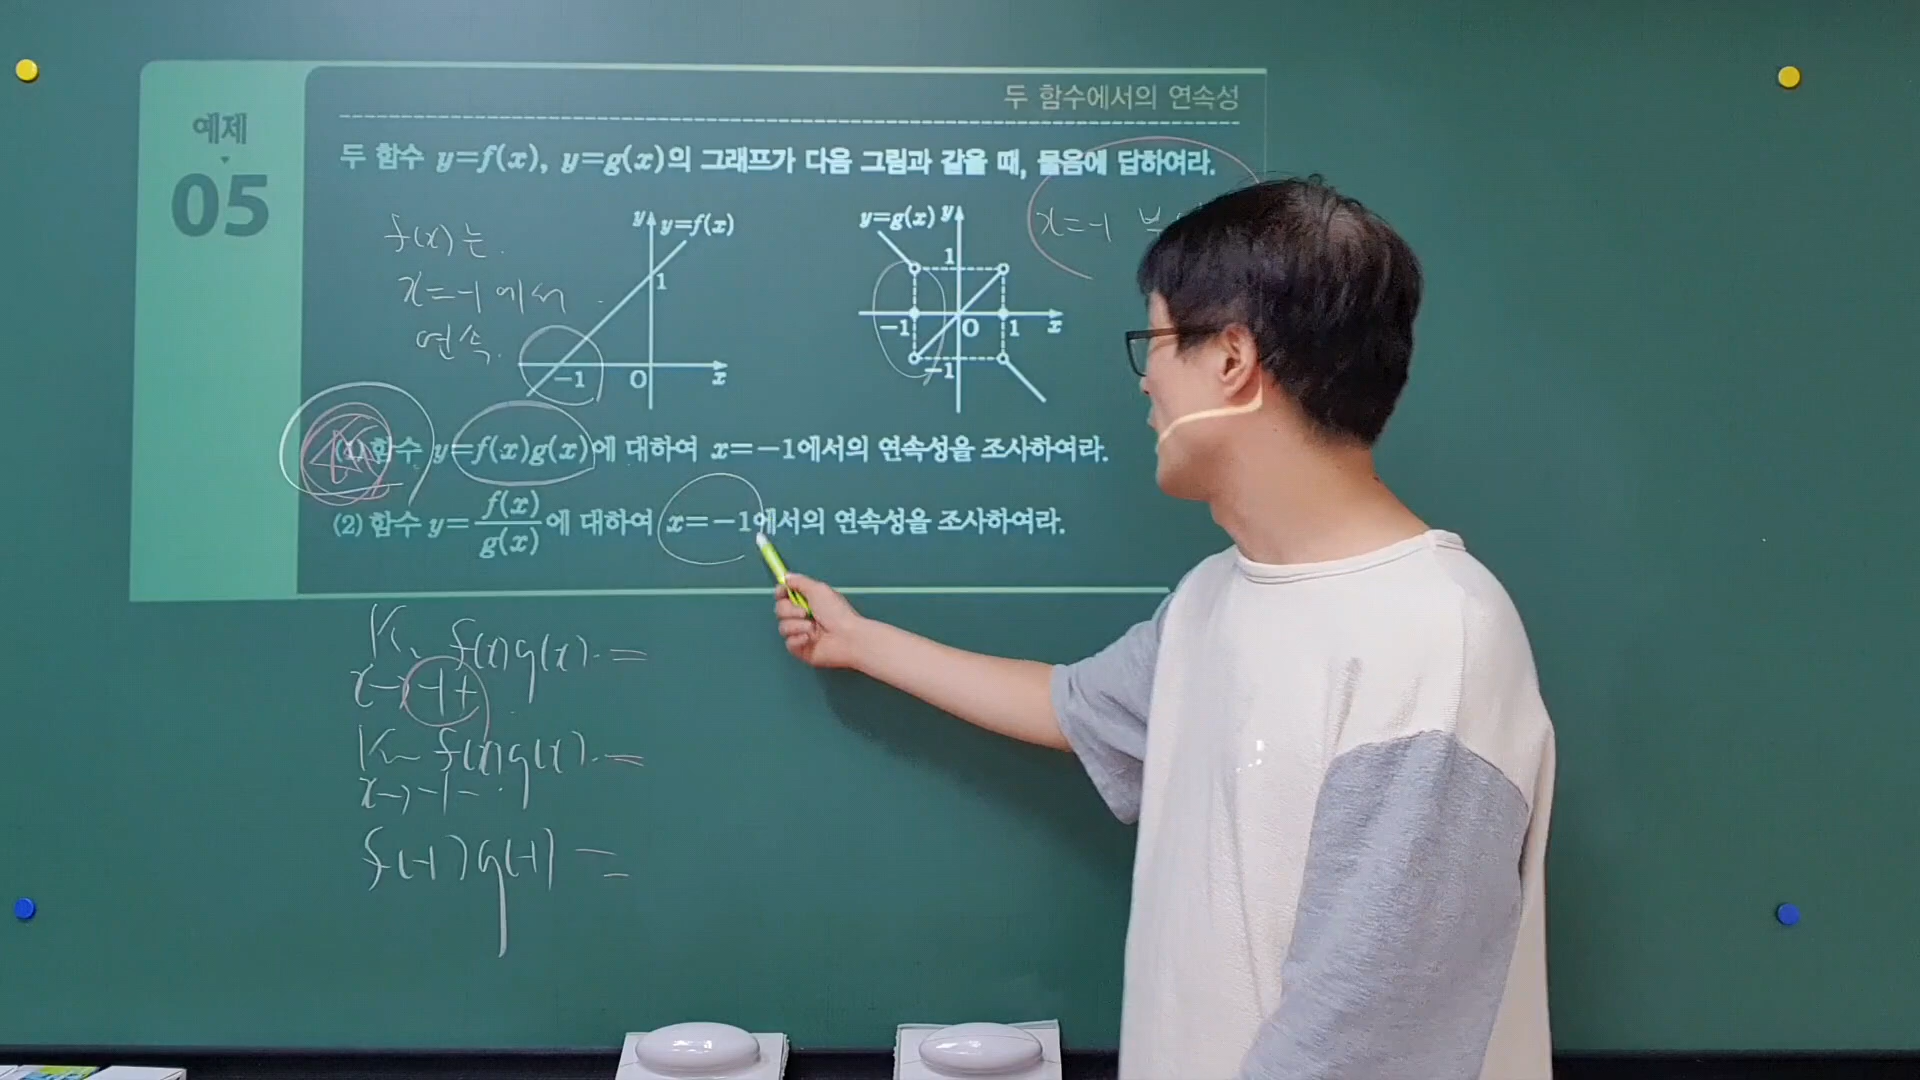 두 함수에서의 연속성
예제
05
두 함수 y=f(x), y=g(x)의 그래프가 다음 그림과 같을 때, 물음에 답하여라.
f(x)는
x=-1에서
연속.
y
y=f(x)
1
-1
O
x
y=g(x)
y
1
-1
O
1
x
-1
x=-1
(1) 함수 y=f(x)g(x)에 대하여 x=-1에서의 연속성을 조사하여라.
(2) 함수 y=f(x)/g(x)에 대하여 x=-1에서의 연속성을 조사하여라.
f(x)g(x). =
x→-1+
f(x)g(x). =
x→-1-
f(-1)g(-1) =